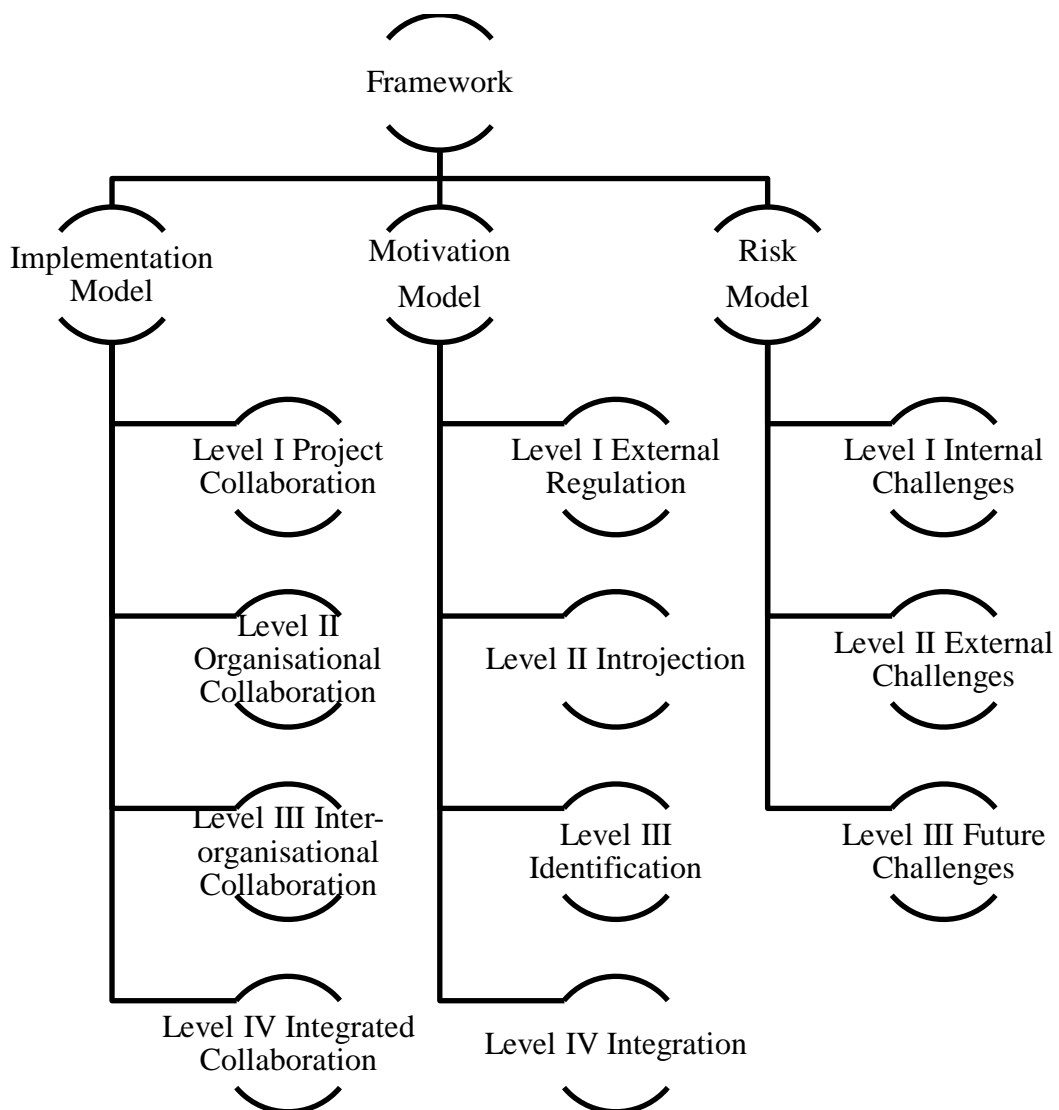 Framework
Implementation
Model
Motivation
Model
Risk
Model
Level I Project
Collaboration
Level II
Organisational
Collaboration
Level III Inter-
organisational
Collaboration
Level IV Integrated
Collaboration
Level I External
Regulation
Level II Introjection
Level III
Identification
Level IV Integration
Level I Internal
Challenges
Level II External
Challenges
Level III Future
Challenges